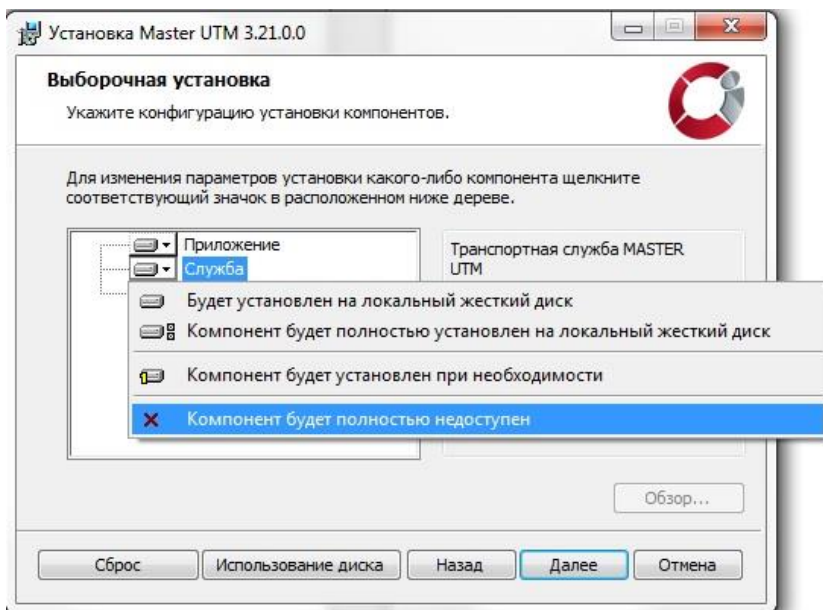 Установка Master UTM 3.21.0.0
Выборочная установка
Укажите конфигурацию установки компонентов.
Для изменения параметров установки какого-либо компонента щелкните
соответствующий значок в расположенном ниже дереве.
Приложение
Служба
Транспортная служба MASTER
UTM
Будет установлен на локальный жесткий диск
Компонент будет полностью установлен на локальный жесткий диск
Компонент будет установлен при необходимости
Компонент будет полностью недоступен
Обзор...
Сброс
Использование диска
Назад
Далее
Отмена